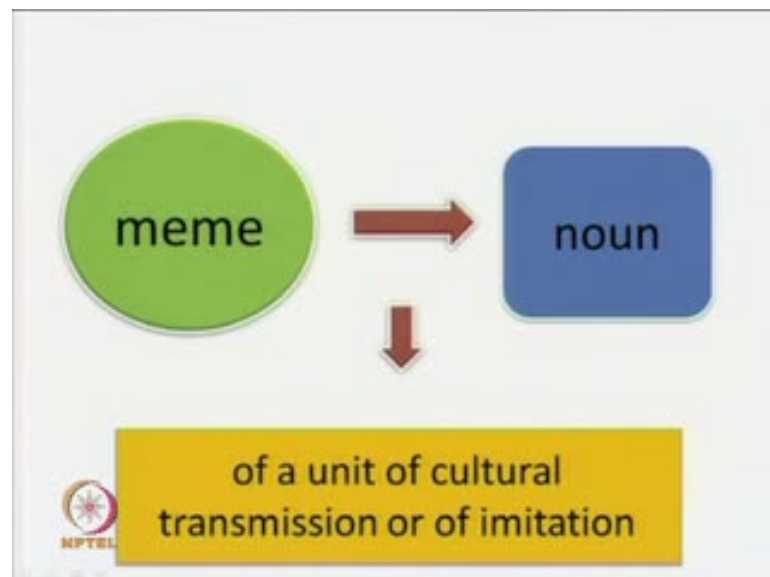 meme
noun
of a unit of cultural
transmission or of imitation
NPTEL